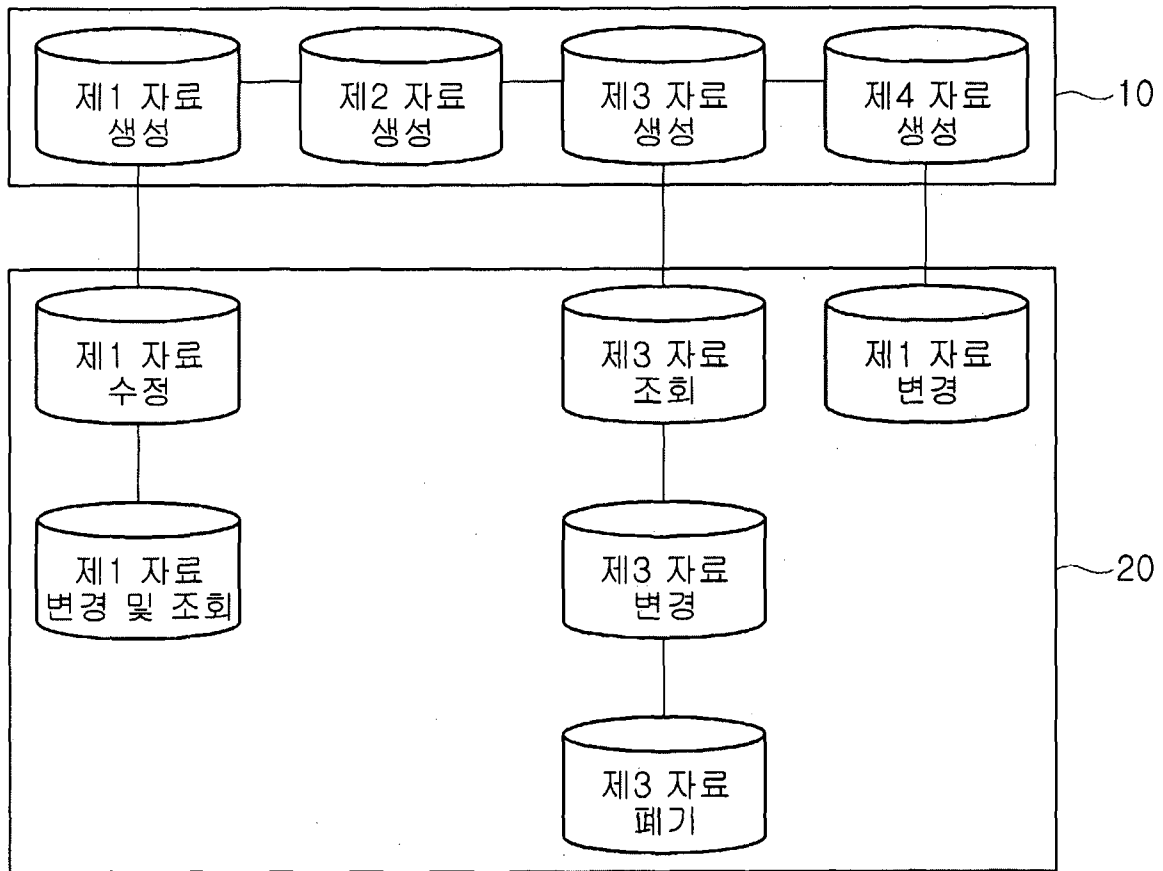 제1 자료
생성
제2 자료
생성
제3 자료
생성
제4 자료
생성
10
제1 자료
수정
제3 자료
조회
제1 자료
변경
제1 자료
변경 및 조회
제3 자료
변경
20
제3 자료
폐기